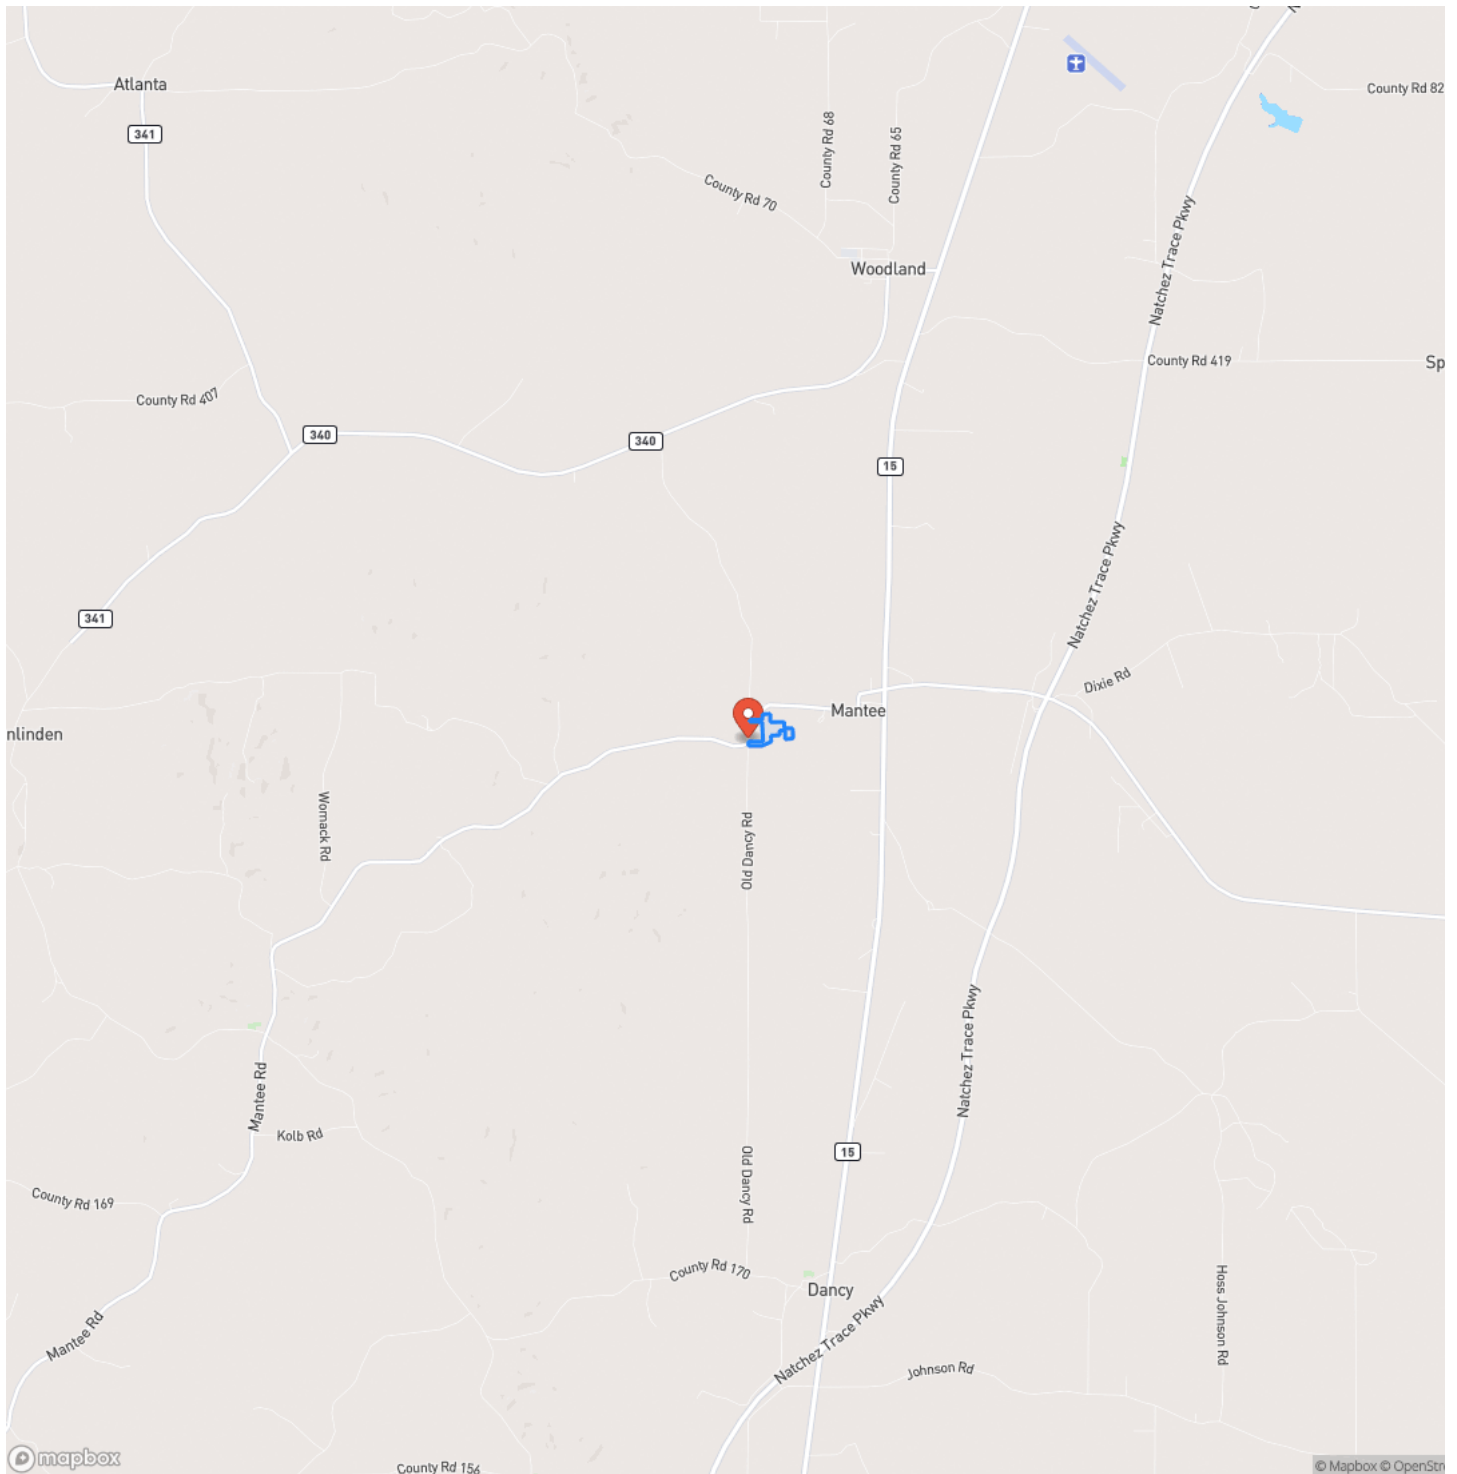 Atlanta
County Rd 82
341
County Rd 68
County Rd 65
County Rd 70
Woodland
Natchez Trace Pkwy
County Rd 419
Sp
County Rd 407
340
340
15
Natchez Trace Pkwy
341
Dixie Rd
Mantee
nlinden
Womack Rd
Old Dancy Rd
Natchez Trace Pkwy
Mantee Rd
Kolb Rd
15
Old Dancy Rd
County Rd 169
County Rd 170
Dancy
Hoss Johnson Rd
Mantee Rd
Natchez Trace Pkwy
Johnson Rd
mapbox
County Rd 156
© Mapbox © OpenStr